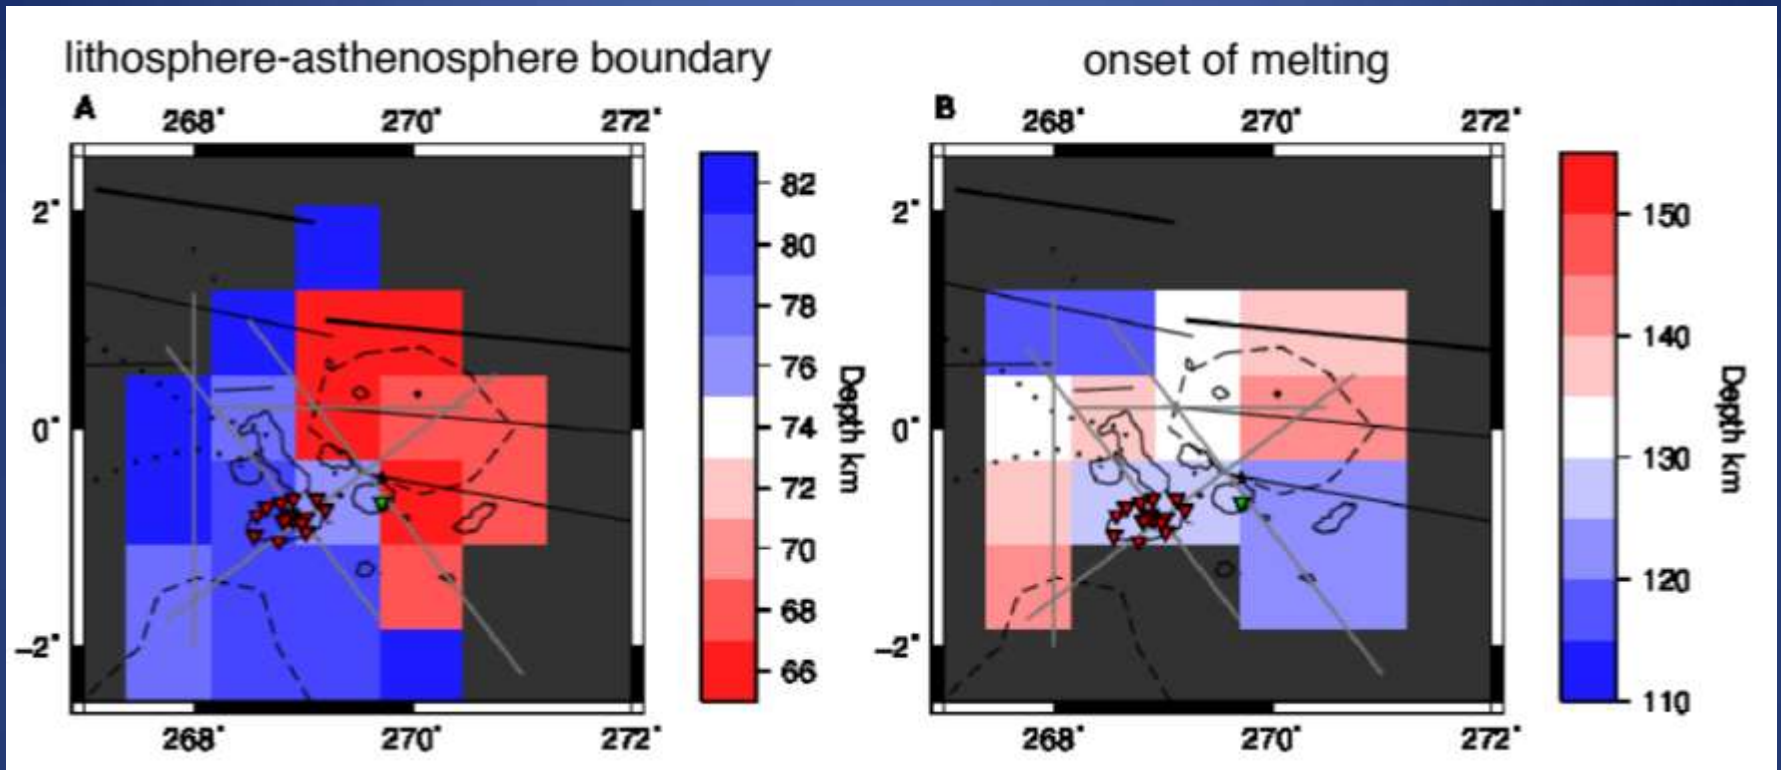 lithosphere-asthenosphere boundary
A
268˚ 270˚ 272˚
2˚
0˚
−2˚
268˚ 270˚ 272˚
82
80
78
76
74
72
70
68
66
Depth km
onset of melting
B
268˚ 270˚ 272˚
2˚
0˚
−2˚
268˚ 270˚ 272˚
150
140
130
120
110
Depth km